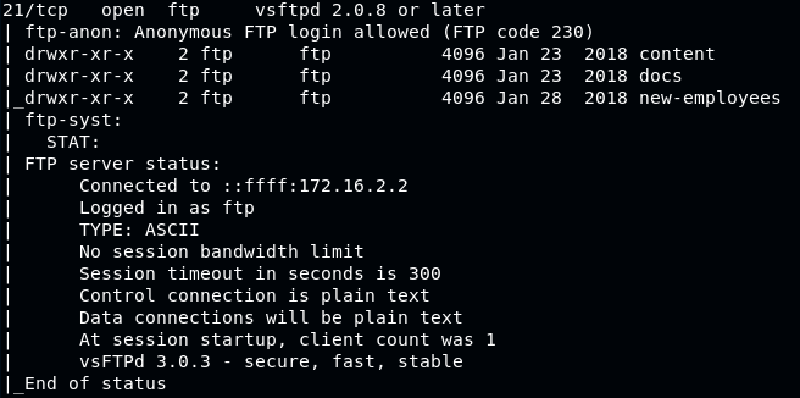 21/tcp   open  ftp     vsftpd 2.0.8 or later
| ftp-anon: Anonymous FTP login allowed (FTP code 230)
| drwxr-xr-x    2 ftp      ftp          4096 Jan 23  2018 content
| drwxr-xr-x    2 ftp      ftp          4096 Jan 23  2018 docs
|_drwxr-xr-x    2 ftp      ftp          4096 Jan 28  2018 new-employees
| ftp-syst:
|   STAT:
| FTP server status:
|      Connected to ::ffff:172.16.2.2
|      Logged in as ftp
|      TYPE: ASCII
|      No session bandwidth limit
|      Session timeout in seconds is 300
|      Control connection is plain text
|      Data connections will be plain text
|      At session startup, client count was 1
|      vsFTPd 3.0.3 - secure, fast, stable
|_End of status